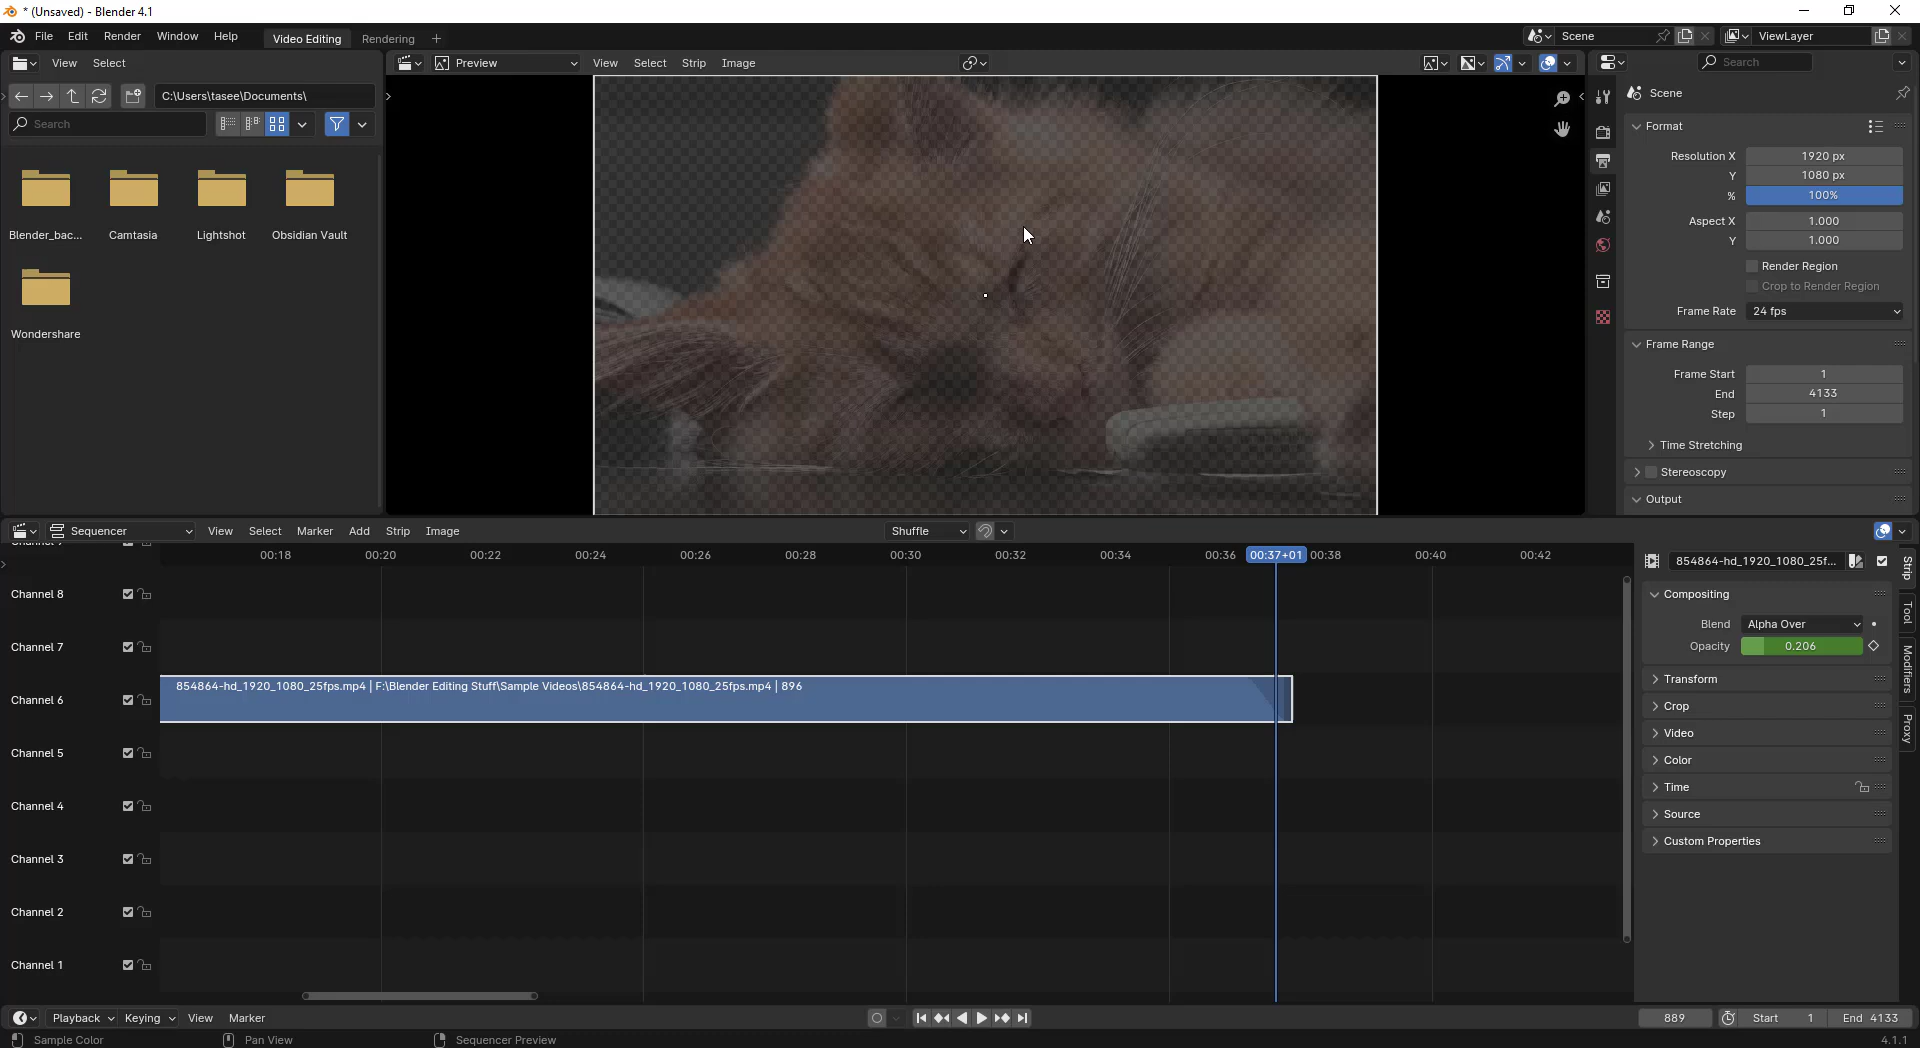 * (Unsaved) - Blender 4.1
File Edit Render Window Help Video Editing Rendering + Scene ViewLayer
View Select Preview View Select Strip Image Search
C:\Users\tasee\Documents\
Search
Blender_bac... Camtasia Lightshot Obsidian Vault
Wondershare
Scene
Format
Resolution X 1920 px
Y 1080 px
% 100%
Aspect X 1.000
Y 1.000
Render Region
Crop to Render Region
Frame Rate 24 fps
Frame Range
Frame Start 1
End 4133
Step 1
Time Stretching
Stereoscopy
Output
Sequencer View Select Marker Add Strip Image Shuffle
00:18 00:20 00:22 00:24 00:26 00:28 00:30 00:32 00:34 00:36 00:37+01 00:38 00:40 00:42
Channel 8
Channel 7
Channel 6
854864-hd_1920_1080_25fps.mp4 | F:\Blender Editing Stuff\Sample Videos\854864-hd_1920_1080_25fps.mp4 | 896
Channel 5
Channel 4
Channel 3
Channel 2
Channel 1
854864-hd_1920_1080_25f...
Compositing
Blend Alpha Over
Opacity 0.206
Transform
Crop
Video
Color
Time
Source
Custom Properties
Strip
Tool
Modifiers
Proxy
Playback Keying View Marker 889 Start 1 End 4133
Sample Color Pan View Sequencer Preview 4.1.1